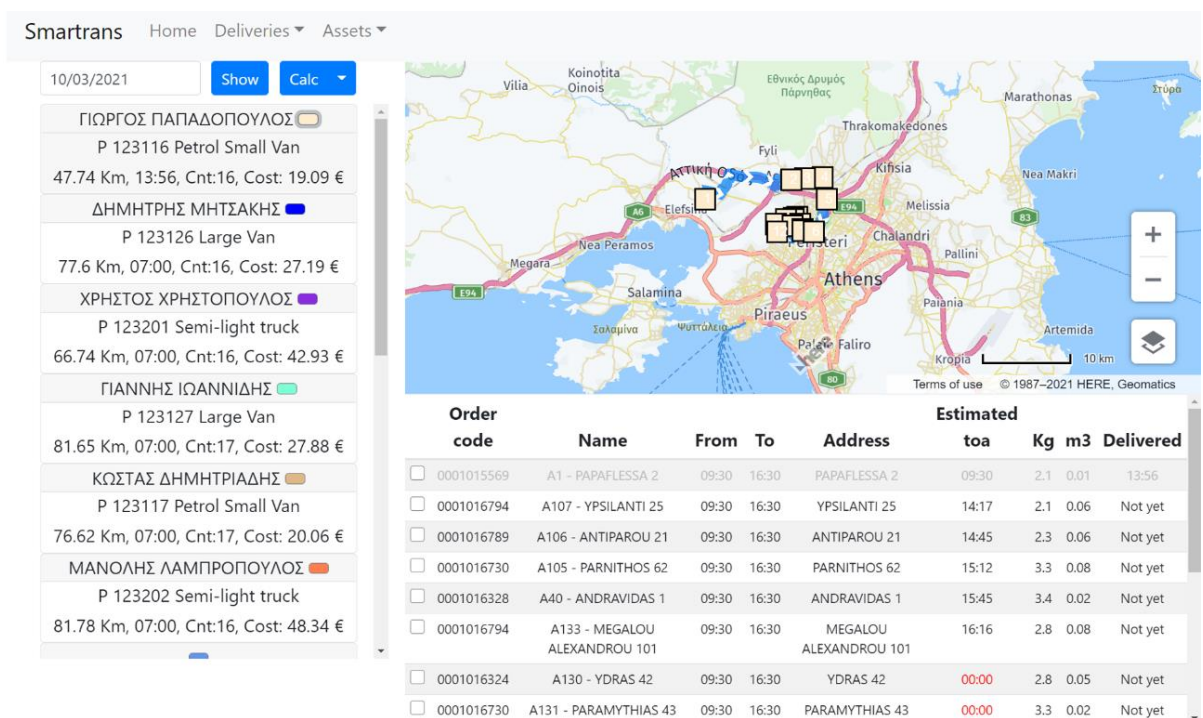 Smartrans Home Deliveries Assets
10/03/2021 Show Calc
ΓΙΩΡΓΟΣ ΠΑΠΑΔΟΠΟΥΛΟΣ
P 123116 Petrol Small Van
47.74 Km, 13:56, Cnt:16, Cost: 19.09 €
ΔΗΜΗΤΡΗΣ ΜΗΤΣΑΚΗΣ
P 123126 Large Van
77.6 Km, 07:00, Cnt:16, Cost: 27.19 €
ΧΡΗΣΤΟΣ ΧΡΗΣΤΟΠΟΥΛΟΣ
P 123201 Semi-light truck
66.74 Km, 07:00, Cnt:16, Cost: 42.93 €
ΓΙΑΝΝΗΣ ΙΩΑΝΝΙΔΗΣ
P 123127 Large Van
81.65 Km, 07:00, Cnt:17, Cost: 27.88 €
ΚΩΣΤΑΣ ΔΗΜΗΤΡΙΑΔΗΣ
P 123117 Petrol Small Van
76.62 Km, 07:00, Cnt:17, Cost: 20.06 €
ΜΑΝΟΛΗΣ ΛΑΜΠΡΟΠΟΥΛΟΣ
P 123202 Semi-light truck
81.78 Km, 07:00, Cnt:16, Cost: 48.34 €
Vilia
Koinotita
Oinois
Εθνικός Δρυμός
Πάρνηθας
Marathonas
Στύρα
Thrakomakedones
Fyli
Αττική
Kifisia
Nea Makri
A6
E94
Melissia
83
Nea Peramos
Chalandri
Pallini
Megara
E94
Salamina
Athens
Piraeus
Paiania
Σαλαμίνα
Ψυττάλεια
Faliro
Artemida
Kropia
10 km
80
here
Terms of use © 1987–2021 HERE, Geomatics
Order code Name From To Address Estimated toa Kg m3 Delivered
0001015569 A1 - PAPAFLESSA 2 09:30 16:30 PAPAFLESSA 2 09:30 2.1 0.01 13:56
0001016794 A107 - YPSILANTI 25 09:30 16:30 YPSILANTI 25 14:17 2.1 0.06 Not yet
0001016789 A106 - ANTIPAROU 21 09:30 16:30 ANTIPAROU 21 14:45 2.3 0.06 Not yet
0001016730 A105 - PARNITHOS 62 09:30 16:30 PARNITHOS 62 15:12 3.3 0.08 Not yet
0001016328 A40 - ANDRAVIDAS 1 09:30 16:30 ANDRAVIDAS 1 15:45 3.4 0.02 Not yet
0001016794 A133 - MEGALOU ALEXANDROU 101 09:30 16:30 MEGALOU ALEXANDROU 101 16:16 2.8 0.08 Not yet
0001016324 A130 - YDRAS 42 09:30 16:30 YDRAS 42 00:00 2.8 0.05 Not yet
0001016730 A131 - PARAMYTHIAS 43 09:30 16:30 PARAMYTHIAS 43 00:00 3.3 0.02 Not yet